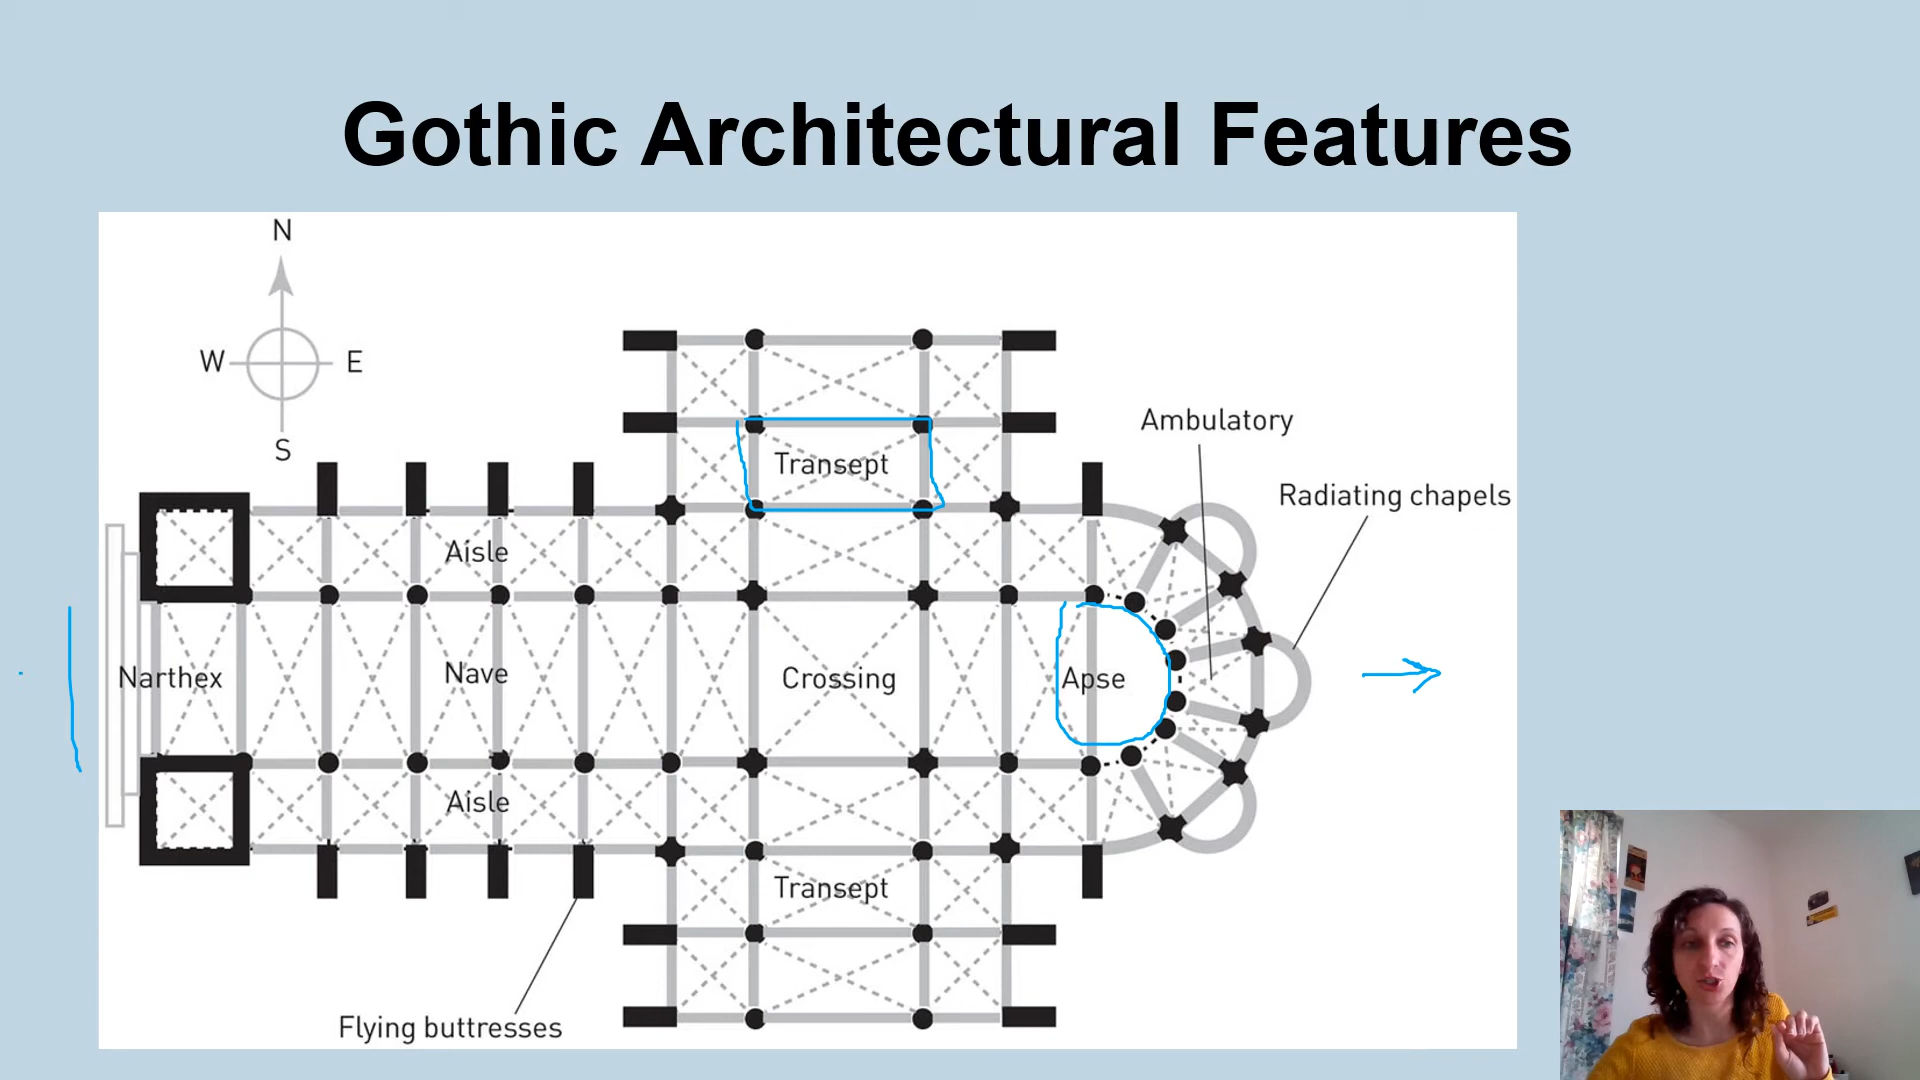 Gothic Architectural Features
N
W
E
S
Ambulatory
Transept
Radiating chapels
Aisle
Narthex
Nave
Crossing
Apse
Aisle
Transept
Flying buttresses